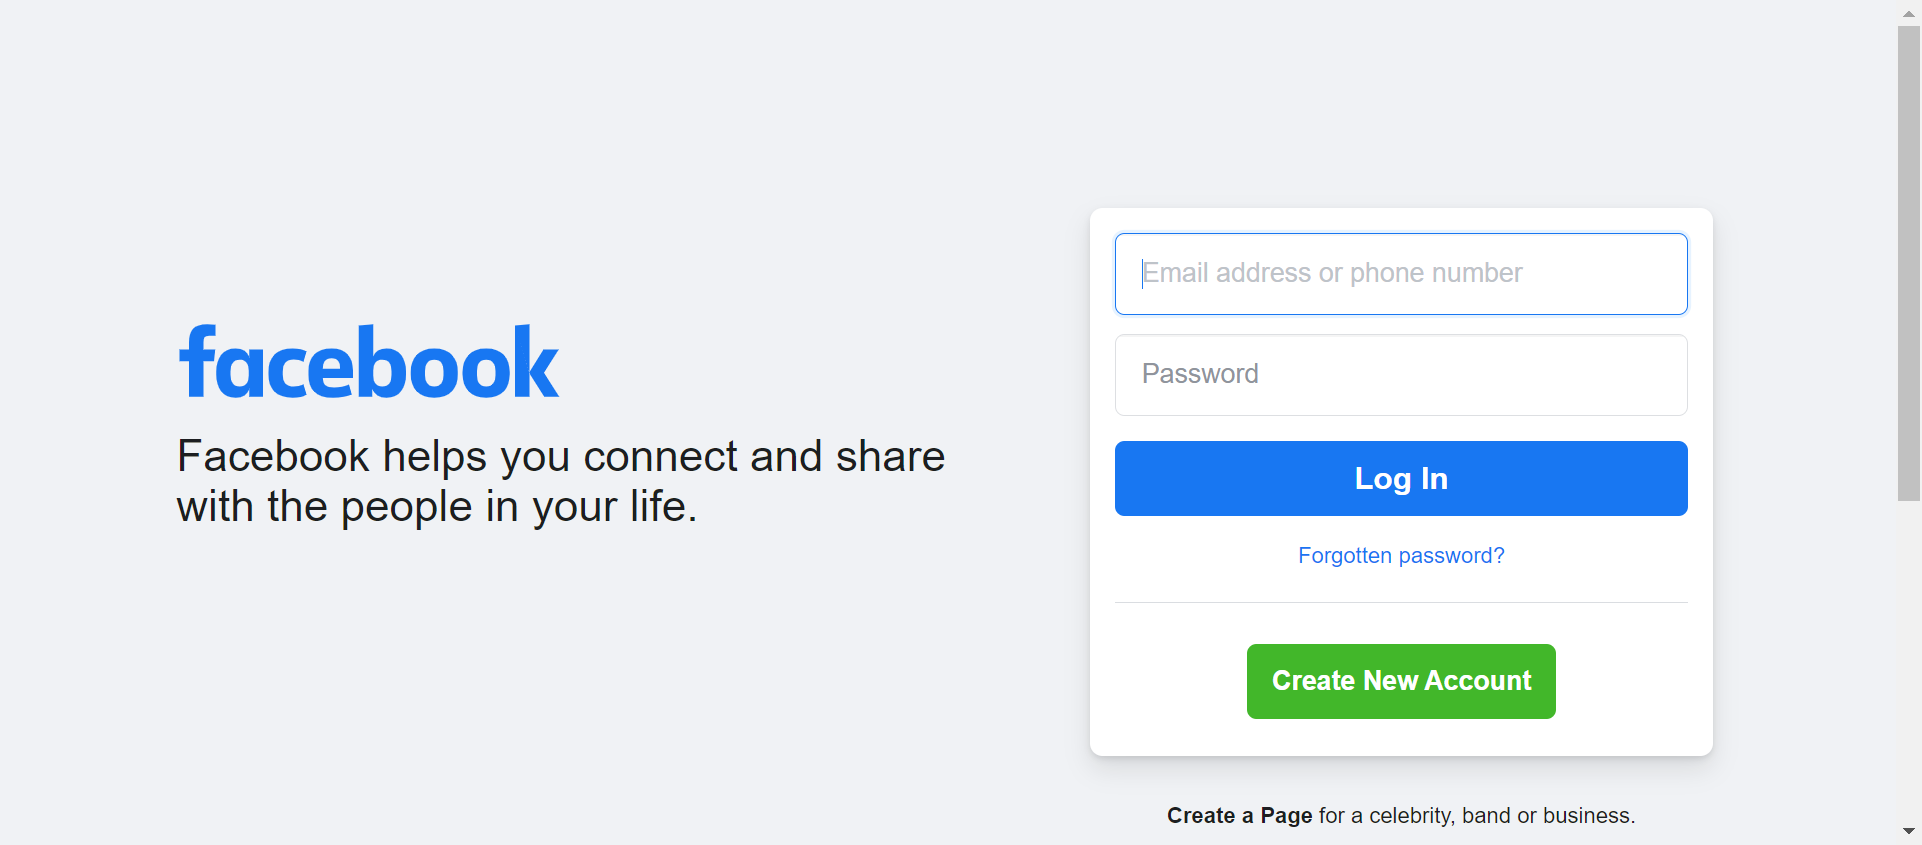 facebook
Facebook helps you connect and share
with the people in your life.
Email address or phone number
Password
Log In
Forgotten password?
Create New Account
Create a Page for a celebrity, band or business.